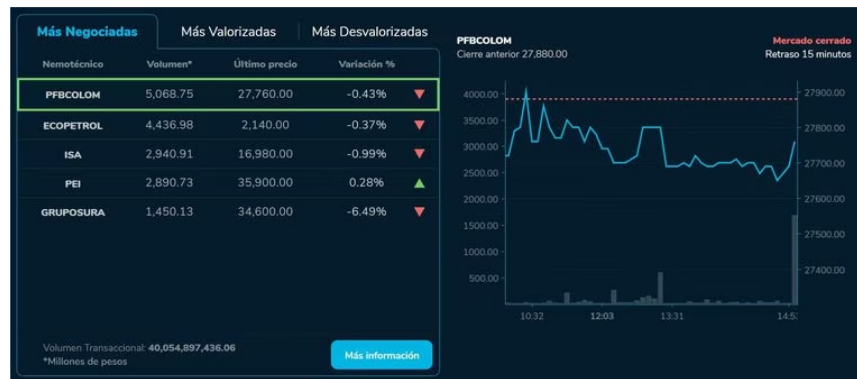 Más Negociadas Más Valorizadas Más Desvalorizadas
Nemotécnico Volumen* Último precio Variación %
PFBCOLOM 5,068.75 27,760.00 -0.43% ▼
ECOPETROL 4,436.98 2,140.00 -0.37% ▼
ISA 2,940.91 16,980.00 -0.99% ▼
PEI 2,890.73 35,900.00 0.28% ▲
GRUPOSURA 1,450.13 34,600.00 -6.49% ▼
Volumen Transaccional: 40,054,897,436.06
*Millones de pesos
Más información
PFBCOLOM Mercado cerrado
Cierre anterior 27,880.00 Retraso 15 minutos
4000.00 27900.00
3500.00
27800.00
3000.00
27700.00
2500.00
2000.00 27600.00
1500.00
27500.00
1000.00
27400.00
500.00
10:32 12:03 13:31 14:5